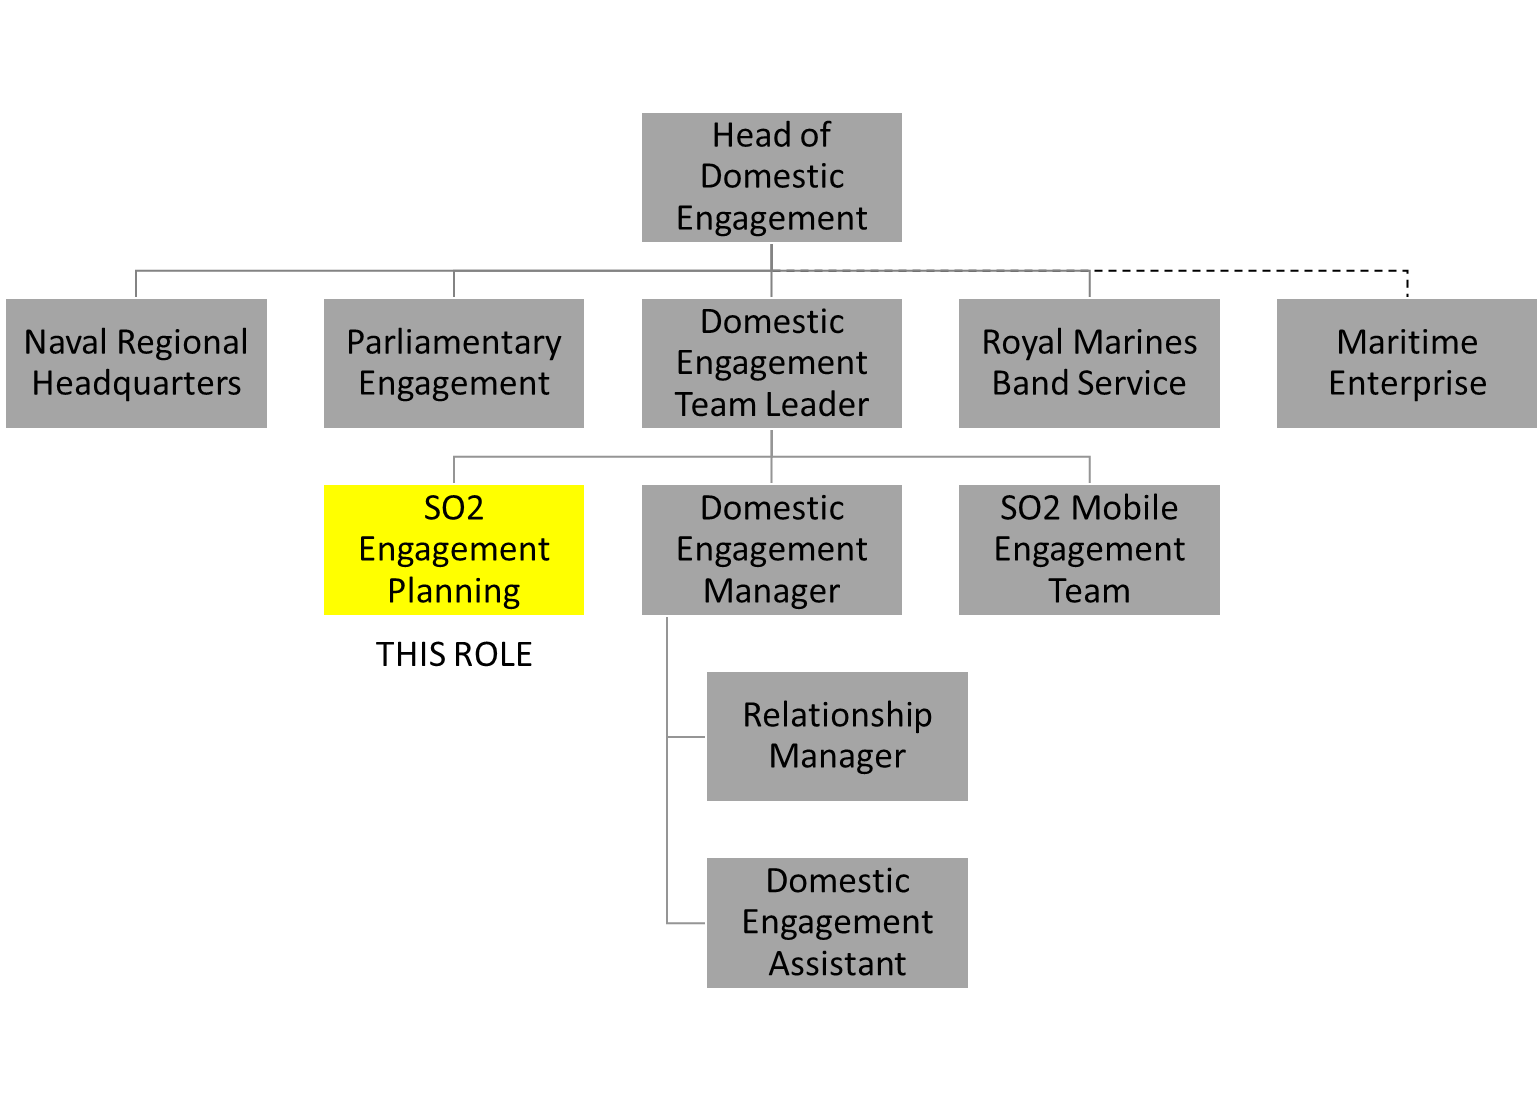 Head of
Domestic
Engagement
Naval Regional
Headquarters
Parliamentary
Engagement
Domestic
Engagement
Team Leader
Royal Marines
Band Service
Maritime
Enterprise
SO2
Engagement
Planning
Domestic
Engagement
Manager
SO2 Mobile
Engagement
Team
THIS ROLE
Relationship
Manager
Domestic
Engagement
Assistant